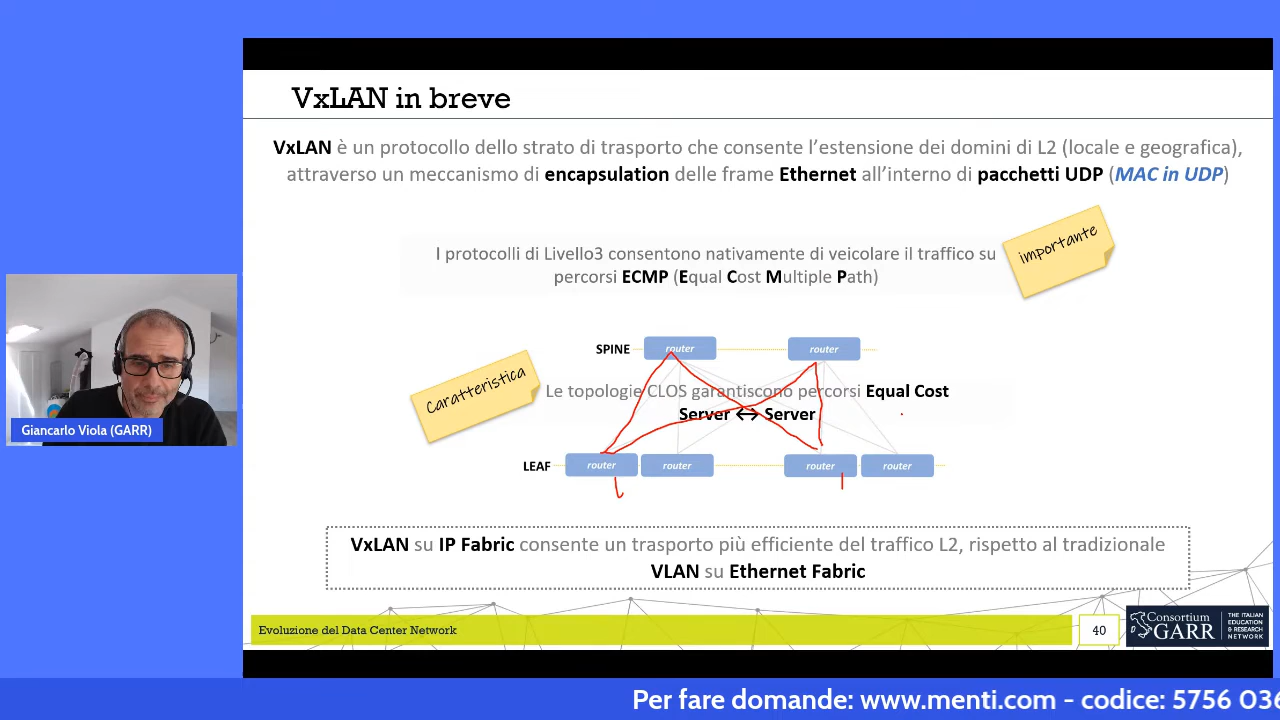 VxLAN in breve
VxLAN è un protocollo dello strato di trasporto che consente l'estensione dei domini di L2 (locale e geografica),
attraverso un meccanismo di encapsulation delle frame Ethernet all'interno di pacchetti UDP (MAC in UDP)
importante
I protocolli di Livello3 consentono nativamente di veicolare il traffico su
percorsi ECMP (Equal Cost Multiple Path)
SPINE router router
Caratteristica
Le topologie CLOS garantiscono percorsi Equal Cost
Server ↔ Server
LEAF router router router router
Giancarlo Viola (GARR)
VxLAN su IP Fabric consente un trasporto più efficiente del traffico L2, rispetto al tradizionale
VLAN su Ethernet Fabric
Evoluzione del Data Center Network
40
Consortium
GARR
THE ITALIAN
EDUCATION
& RESEARCH
NETWORK
Per fare domande: www.menti.com - codice: 5756 036